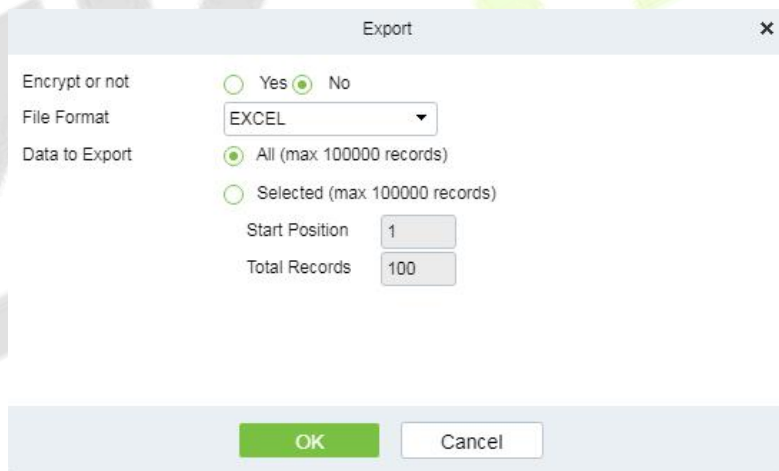 Export
Encrypt or not Yes No
File Format EXCEL
Data to Export All (max 100000 records)
Selected (max 100000 records)
Start Position 1
Total Records 100
OK Cancel